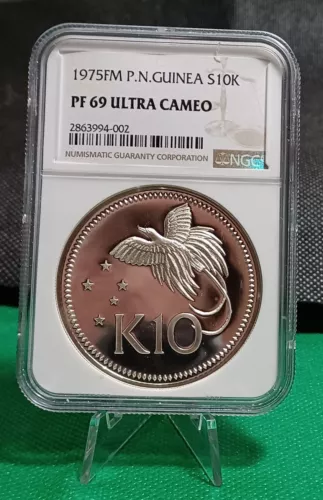 1975FM P.N.GUINEA S10K
PF 69 ULTRA CAMEO
2863994-002
NUMISMATIC GUARANTY CORPORATION
NGC
K10